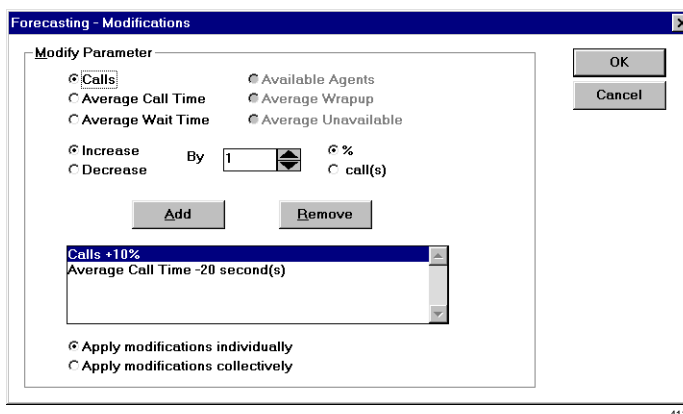 Forecasting - Modifications
Modify Parameter
Calls
Available Agents
Average Call Time
Average Wrapup
Average Wait Time
Average Unavailable
Increase
Decrease
By
1
%
call(s)
Add
Remove
Calls +10%
Average Call Time -20 second(s)
Apply modifications individually
Apply modifications collectively
OK
Cancel